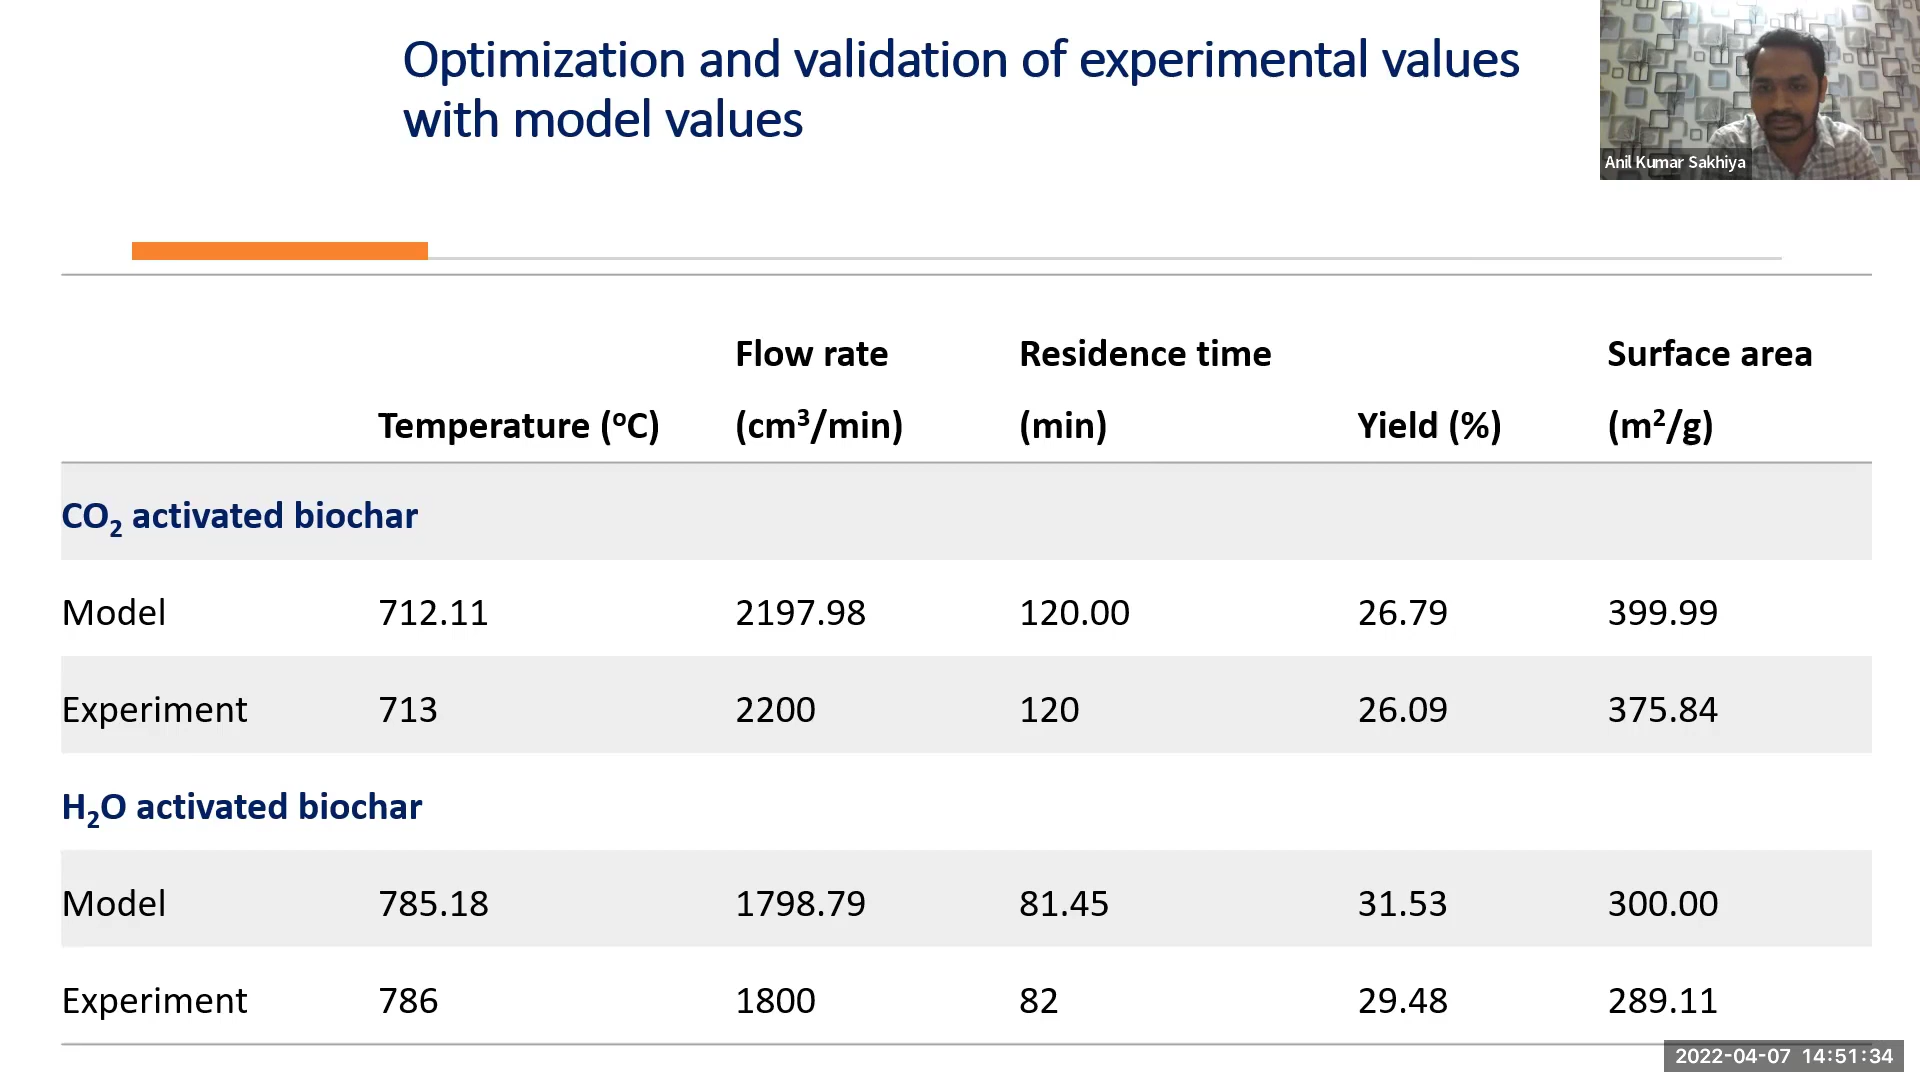 Optimization and validation of experimental values
with model values
Anil Kumar Sakhiya
Flow rate Residence time Surface area
Temperature (ᵒC) (cm³/min) (min) Yield (%) (m²/g)
CO₂ activated biochar
Model 712.11 2197.98 120.00 26.79 399.99
Experiment 713 2200 120 26.09 375.84
H₂O activated biochar
Model 785.18 1798.79 81.45 31.53 300.00
Experiment 786 1800 82 29.48 289.11
2022-04-07 14:51:34